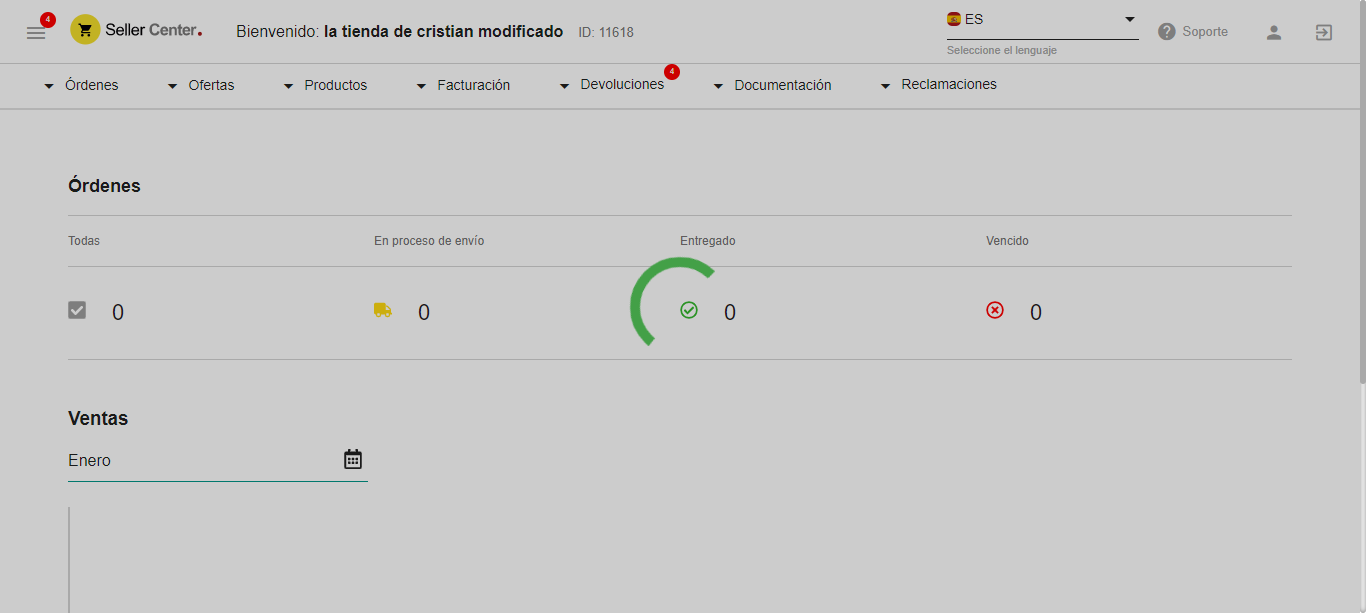 4
Seller Center.
Bienvenido: la tienda de cristian modificado ID: 11618
ES
Seleccione el lenguaje
Soporte
Órdenes Ofertas Productos Facturación Devoluciones 4 Documentación Reclamaciones
Órdenes
Todas En proceso de envío Entregado Vencido
0 0 0 0
Ventas
Enero